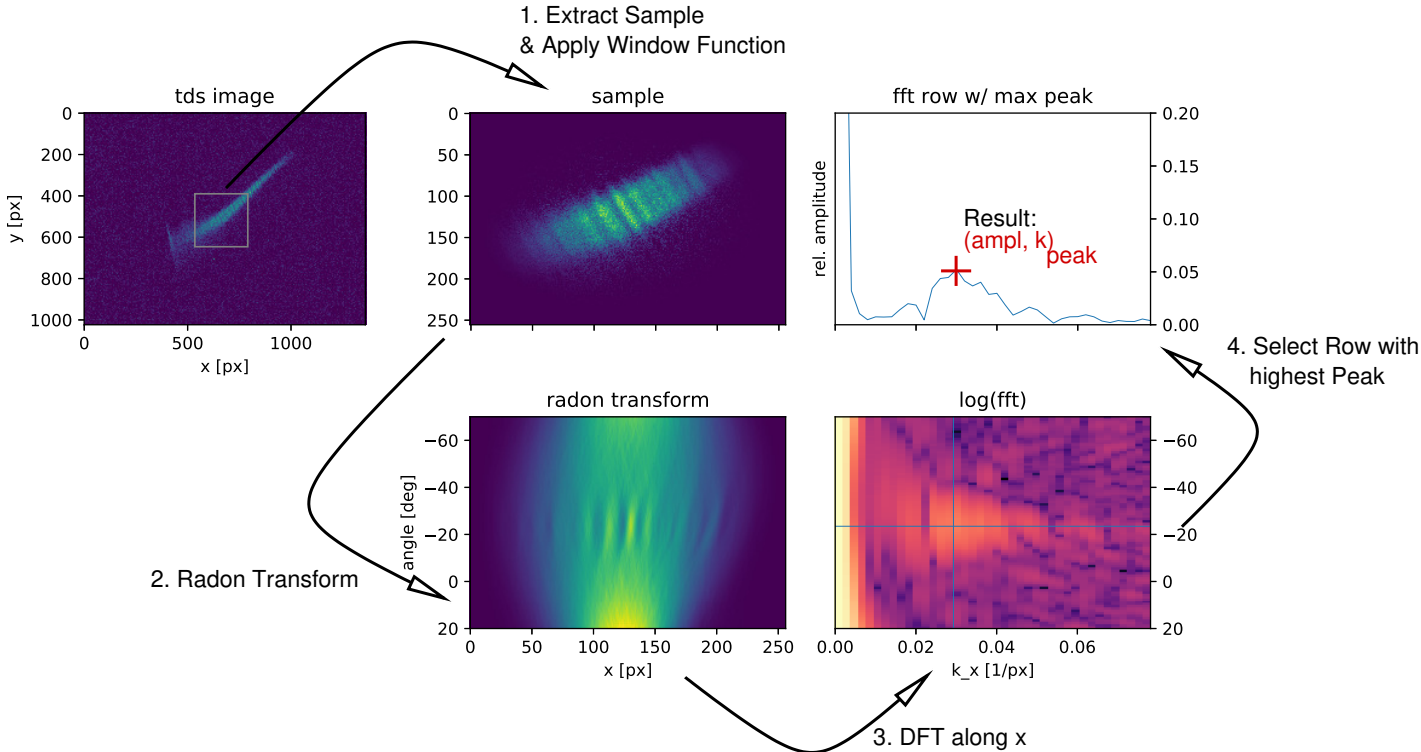 1. Extract Sample
& Apply Window Function
tds image
0
200
400
600
800
1000
y [px]
0
500
1000
x [px]
sample
0
50
100
150
200
250
fft row w/ max peak
rel. amplitude
0.20
0.15
0.10
0.05
0.00
Result:
(ampl, k)
peak
4. Select Row with
highest Peak
2. Radon Transform
radon transform
angle [deg]
−60
−40
−20
0
20
0
50
100
150
200
250
x [px]
log(fft)
−60
−40
−20
0
20
0.00
0.02
0.04
0.06
k_x [1/px]
3. DFT along x